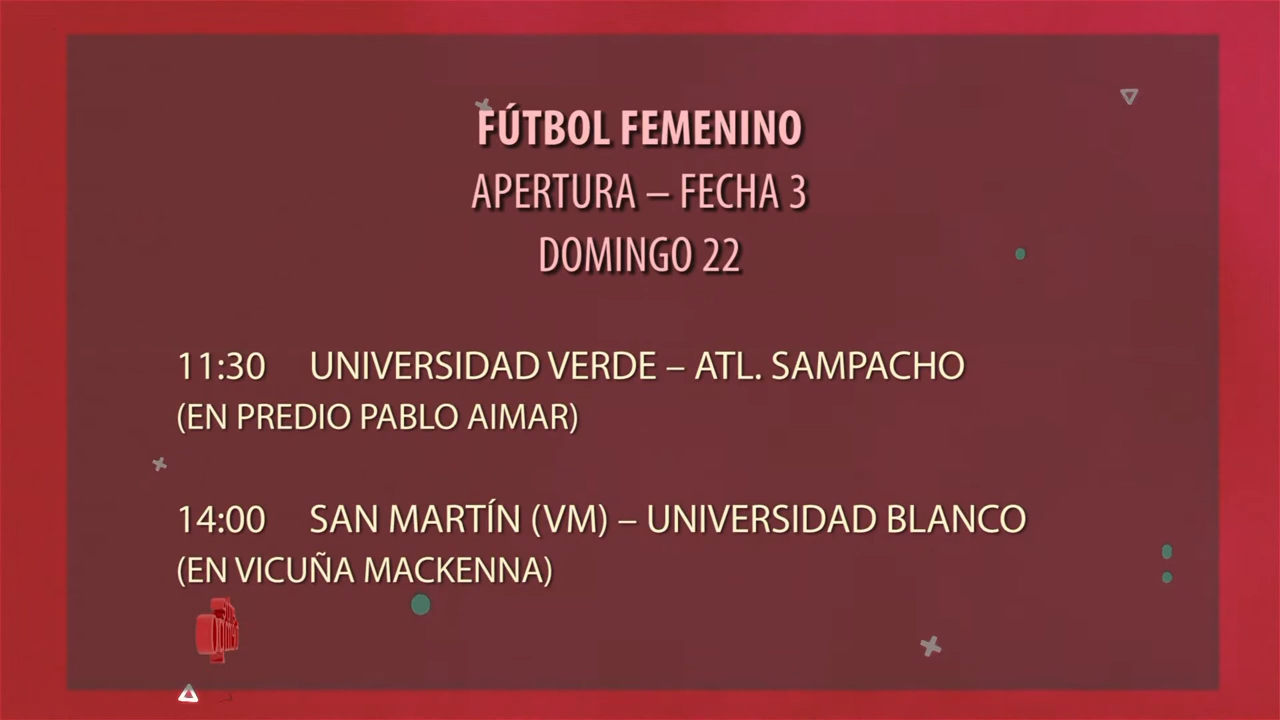 FÚTBOL FEMENINO
APERTURA – FECHA 3
DOMINGO 22
11:30 UNIVERSIDAD VERDE – ATL. SAMPACHO
(EN PREDIO PABLO AIMAR)
14:00 SAN MARTÍN (VM) – UNIVERSIDAD BLANCO
(EN VICUÑA MACKENNA)